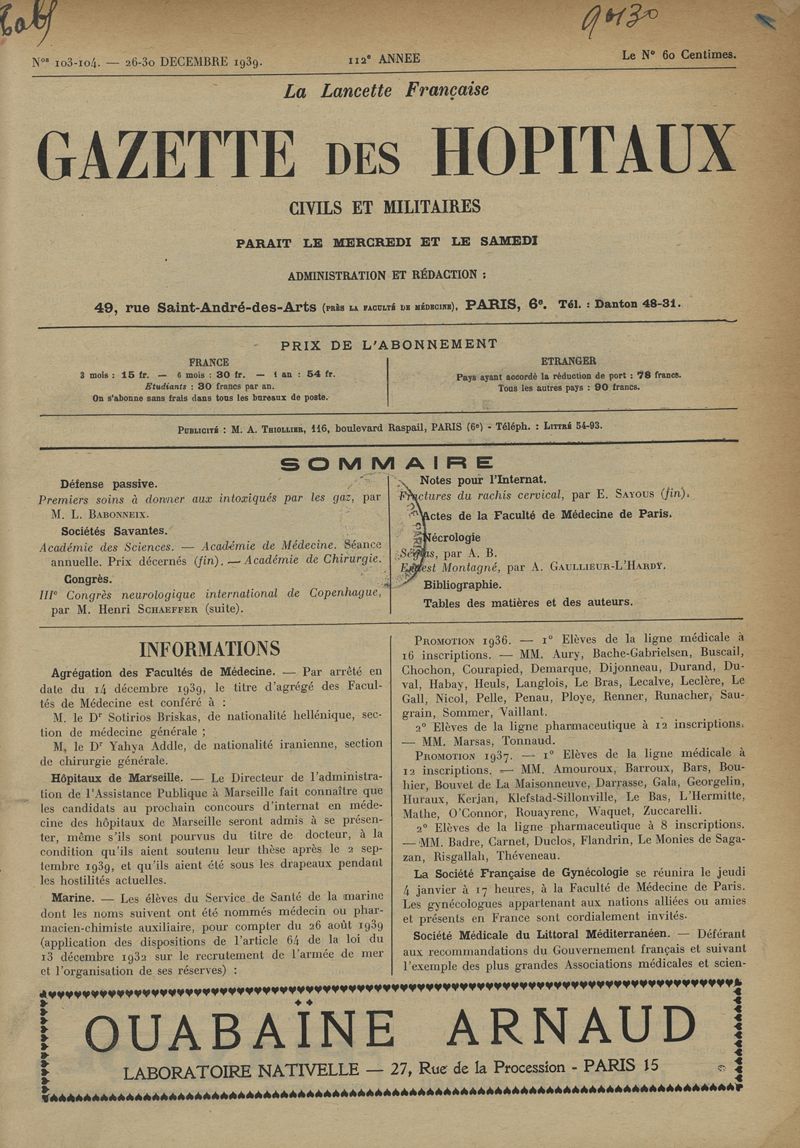 90130
Nos 103-104. — 26-30 DECEMBRE 1939.
112e ANNEE
Le No 60 Centimes.
La Lancette Française
GAZETTE DES HOPITAUX
CIVILS ET MILITAIRES
PARAIT LE MERCREDI ET LE SAMEDI
ADMINISTRATION ET RÉDACTION :
49, rue Saint-André-des-Arts (PRÈS LA FACULTÉ DE MÉDECINE), PARIS, 6e. Tél. : Danton 48-31.
PRIX DE L'ABONNEMENT
FRANCE
3 mois : 15 fr. — 6 mois : 30 fr. — 1 an : 54 fr.
Etudiants : 30 francs par an.
On s'abonne sans frais dans tous les bureaux de poste.
ETRANGER
Pays ayant accordé la réduction de port : 78 francs.
Tous les autres pays : 90 francs.
PUBLICITÉ : M. A. THIOLLIER, 116, boulevard Raspail, PARIS (6e) - Téléph. : LITTRÉ 54-93.
SOMMAIRE
Défense passive.
Premiers soins à donner aux intoxiqués par les gaz, par
M. L. BABONNEIX.
Sociétés Savantes.
Académie des Sciences. — Académie de Médecine. Séance
annuelle. Prix décernés (fin). — Académie de Chirurgie.
Congrès.
IIIe Congrès neurologique international de Copenhague,
par M. Henri SCHAEFFER (suite).
Notes pour l'Internat.
Fractures du rachis cervical, par E. SAYOUS (fin).
Actes de la Faculté de Médecine de Paris.
Nécrologie
par A. B.
Ernest Montagné, par A. GAULLIEUR-L'HARDY.
Bibliographie.
Tables des matières et des auteurs.
INFORMATIONS
Agrégation des Facultés de Médecine. — Par arrêté en
date du 14 décembre 1939, le titre d'agrégé des Facul-
tés de Médecine est conféré à :
M. le Dr Sotirios Briskas, de nationalité hellénique, sec-
tion de médecine générale ;
M. le Dr Yahya Addle, de nationalité iranienne, section
de chirurgie générale.
Hôpitaux de Marseille. — Le Directeur de l'administra-
tion de l'Assistance Publique à Marseille fait connaître que
les candidats au prochain concours d'internat en méde-
cine des hôpitaux de Marseille seront admis à se présen-
ter, même s'ils sont pourvus du titre de docteur, à la
condition qu'ils aient soutenu leur thèse après le 2 sep-
tembre 1939, et qu'ils aient été sous les drapeaux pendant
les hostilités actuelles.
Marine. — Les élèves du Service de Santé de la marine
dont les noms suivent ont été nommés médecin ou phar-
macien-chimiste auxiliaire, pour compter du 26 août 1939
(application des dispositions de l'article 64 de la loi du
13 décembre 1932 sur le recrutement de l'armée de mer
et l'organisation de ses réserves) :
PROMOTION 1936. — 1o Elèves de la ligne médicale à
16 inscriptions. — MM. Aury, Bache-Gabrielsen, Buscail,
Chochon, Courapied, Demarque, Dijonneau, Durand, Du-
val, Habay, Heuls, Langlois, Le Bras, Lecalve, Leclère, Le
Gall, Nicol, Pelle, Penau, Ploye, Renner, Runacher, Sau-
grain, Sommer, Vaillant.
2o Elèves de la ligne pharmaceutique à 12 inscriptions.
— MM. Marsas, Tonnaud.
PROMOTION 1937. — 1o Elèves de la ligne médicale à
12 inscriptions. — MM. Amouroux, Barroux, Bars, Bou-
hier, Bouvet de La Maisonneuve, Darrasse, Gala, Georgelin,
Huraux, Kerjan, Klefstad-Sillonville, Le Bas, L'Hermitte,
Mathe, O'Connor, Rouayrenc, Waquet, Zuccarelli.
2o Elèves de la ligne pharmaceutique à 8 inscriptions.
— MM. Badre, Carnet, Duclos, Flandrin, Le Monies de Saga-
zan, Risgallah, Théveneau.
La Société Française de Gynécologie se réunira le jeudi
4 janvier à 17 heures, à la Faculté de Médecine de Paris.
Les gynécologues appartenant aux nations alliées ou amies
et présents en France sont cordialement invités.
Société Médicale du Littoral Méditerranéen. — Déférant
aux recommandations du Gouvernement français et suivant
l'exemple des plus grandes Associations médicales et scien-
OUABAÏNE ARNAUD
LABORATOIRE NATIVELLE — 27, Rue de la Procession - PARIS 15